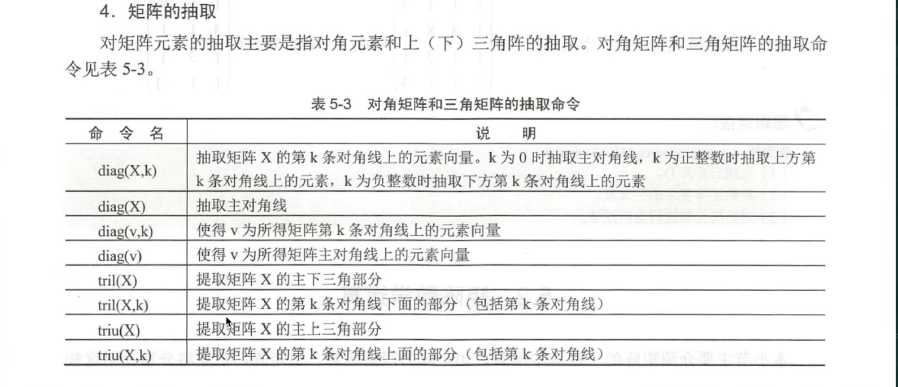 4．矩阵的抽取
对矩阵元素的抽取主要是指对角元素和上（下）三角阵的抽取。对角矩阵和三角矩阵的抽取命
令见表 5-3。
表 5-3 对角矩阵和三角矩阵的抽取命令
命 令 名 说 明
diag(X,k) 抽取矩阵 X 的第 k 条对角线上的元素向量。k 为 0 时抽取主对角线，k 为正整数时抽取上方第
k 条对角线上的元素，k 为负整数时抽取下方第 k 条对角线上的元素
diag(X) 抽取主对角线
diag(v,k) 使得 v 为所得矩阵第 k 条对角线上的元素向量
diag(v) 使得 v 为所得矩阵主对角线上的元素向量
tril(X) 提取矩阵 X 的主下三角部分
tril(X,k) 提取矩阵 X 的第 k 条对角线下面的部分（包括第 k 条对角线）
triu(X) 提取矩阵 X 的主上三角部分
triu(X,k) 提取矩阵 X 的第 k 条对角线上面的部分（包括第 k 条对角线）